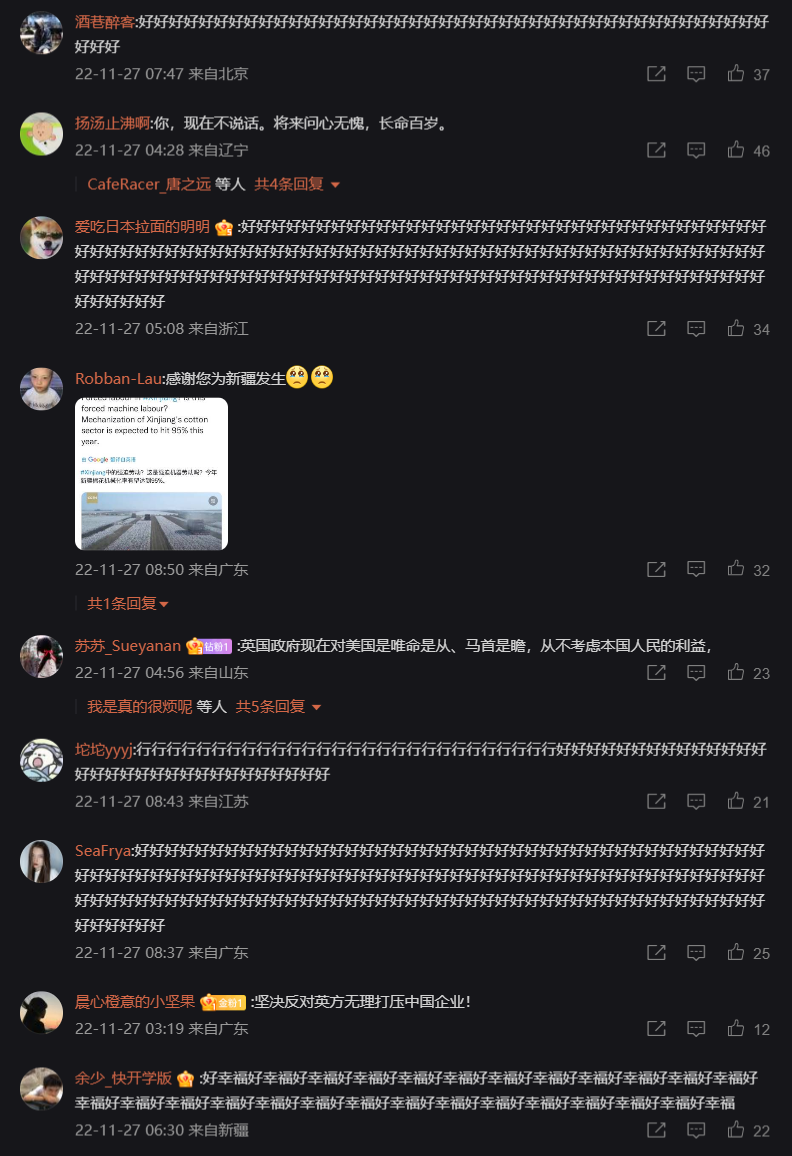 酒巷醉客:好好好好好好好好好好好好好好好好好好好好好好好好好好好好好好好好好好好好好好好好好好
好好好
22-11-27 07:47 来自北京
37
扬汤止沸啊:你，现在不说话。将来问心无愧，长命百岁。
22-11-27 04:28 来自辽宁
46
CafeRacer_唐之远 等人 共4条回复
爱吃日本拉面的明明 :好好好好好好好好好好好好好好好好好好好好好好好好好好好好好好好好好好好
好好好好好好好好好好好好好好好好好好好好好好好好好好好好好好好好好好好好好好好好好好好好好好
好好好好好好好好好好好好好好好好好好好好好好好好好好好好好好好好好好好好好好好好好好好好好好
好好好好好好
22-11-27 05:08 来自浙江
34
Robban-Lau:感谢您为新疆发生🥺🥺
forced machine labour?
Mechanization of Xinjiang's cotton
sector is expected to hit 95% this
year.
22-11-27 08:50 来自广东
32
共1条回复
苏苏_Sueyanan 钻粉1 :英国政府现在对美国是唯命是从、马首是瞻，从不考虑本国人民的利益，
22-11-27 04:56 来自山东
23
我是真的很烦呢 等人 共5条回复
坨坨yyyj:行行行行行行行行行行行行行行行行行行行行行行行行行行行行好好好好好好好好好好好好好好
好好好好好好好好好好好好好好好好好
22-11-27 08:43 来自江苏
21
SeaFrya:好好好好好好好好好好好好好好好好好好好好好好好好好好好好好好好好好好好好好好好好好好
好好好好好好好好好好好好好好好好好好好好好好好好好好好好好好好好好好好好好好好好好好好好好好
好好好好好好好好好好好好好好好好好好好好好好好好好好好好好好好好好好好好好好好好好好好好好好
好好好好好好
22-11-27 08:37 来自广东
25
晨心橙意的小坚果 金粉1 :坚决反对英方无理打压中国企业！
22-11-27 03:19 来自广东
12
余少_快开学版 :好幸福好幸福好幸福好幸福好幸福好幸福好幸福好幸福好幸福好幸福好幸福好幸福好
幸福好幸福好幸福好幸福好幸福好幸福好幸福好幸福好幸福好幸福好幸福好幸福好幸福好幸福好幸福
22-11-27 06:30 来自新疆
22